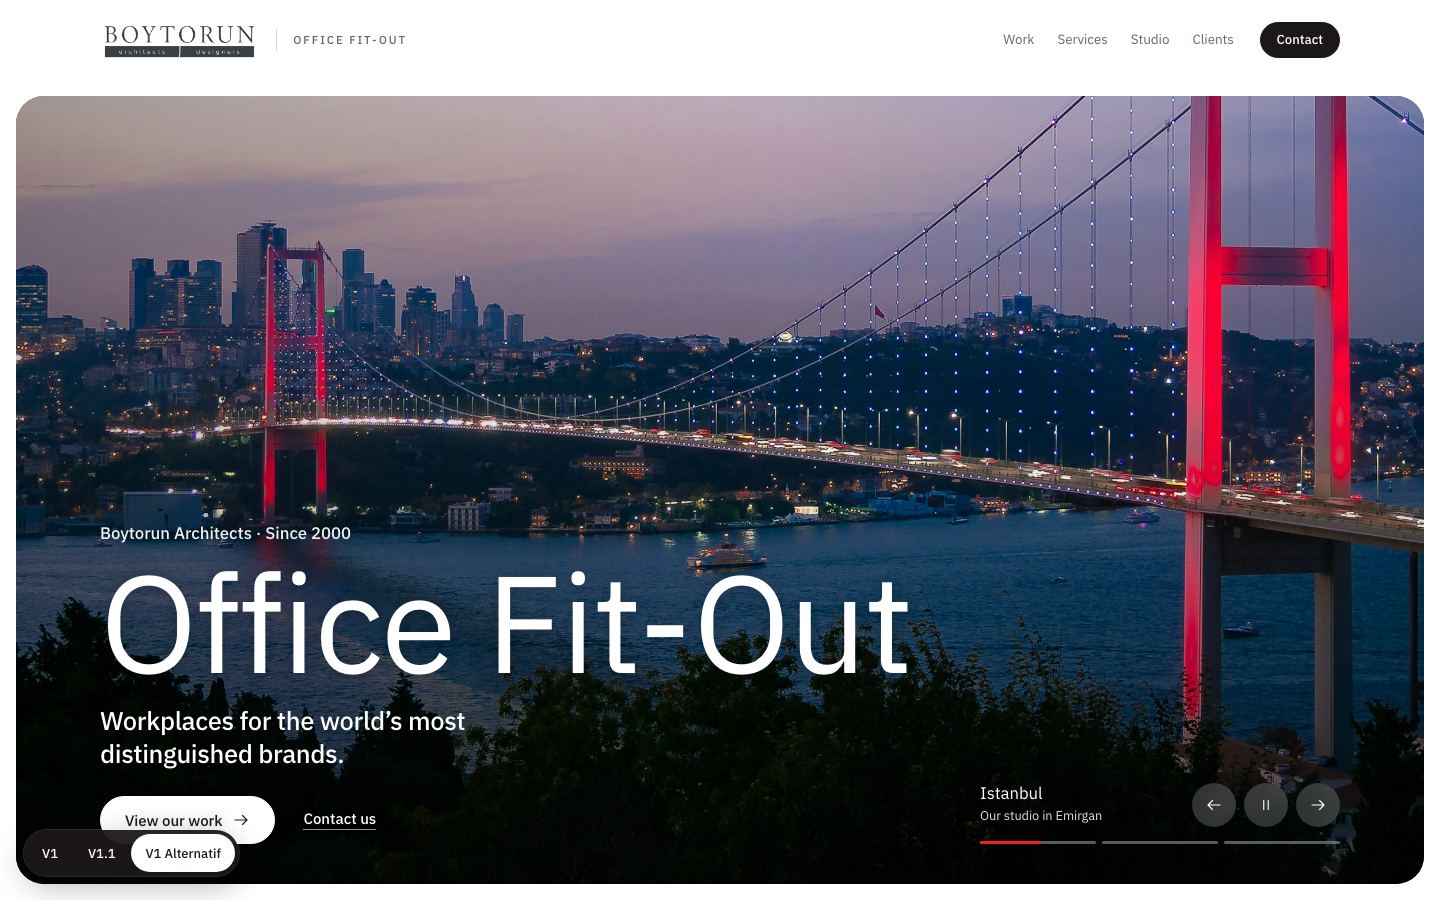 BOYTORUN
architects designers
OFFICE FIT-OUT
Work Services Studio Clients Contact
Boytorun Architects · Since 2000
Office Fit-Out
Workplaces for the world’s most
distinguished brands.
View our work → Contact us
V1 V1.1 V1 Alternatif
Istanbul
Our studio in Emirgan